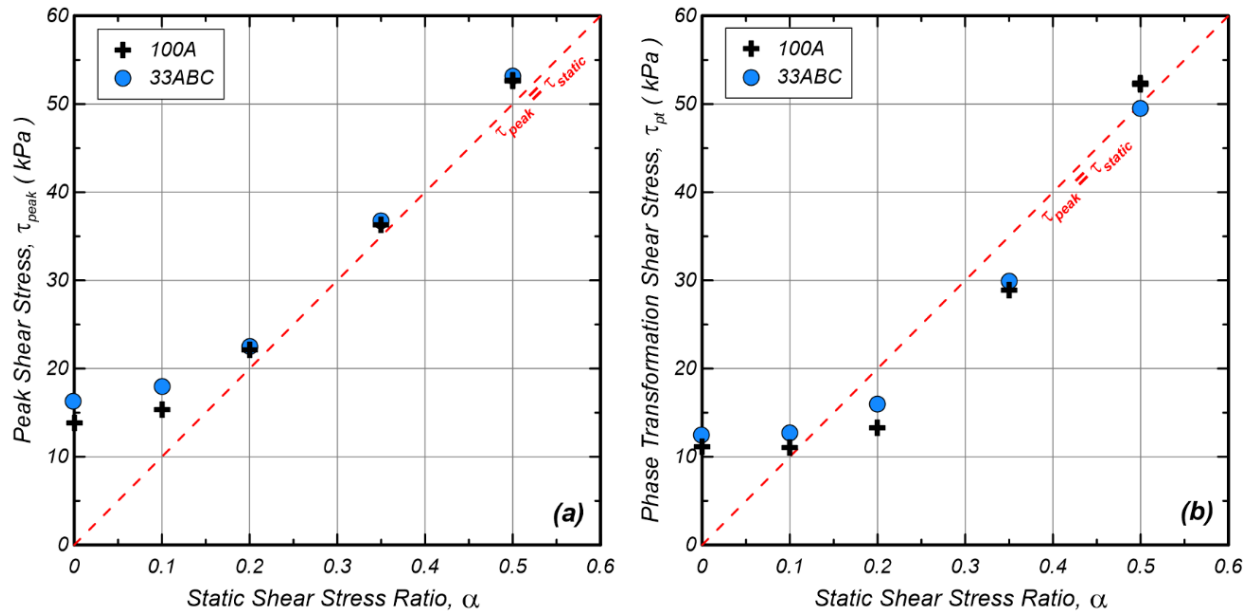 60
50
40
30
20
10
0
Peak Shear Stress, τpeak ( kPa )
100A
33ABC
τpeak = τstatic
(a)
0 0.1 0.2 0.3 0.4 0.5 0.6
Static Shear Stress Ratio, α
60
50
40
30
20
10
0
Phase Transformation Shear Stress, τpt ( kPa )
100A
33ABC
τpeak = τstatic
(b)
0 0.1 0.2 0.3 0.4 0.5 0.6
Static Shear Stress Ratio, α